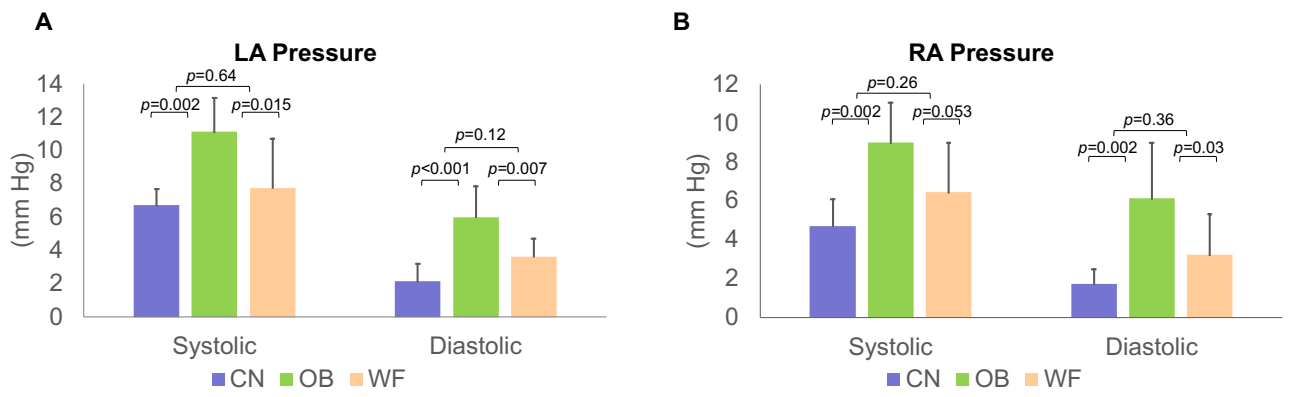 A
LA Pressure
14
12
10
8
6
4
2
0
(mm Hg)
p=0.64
p=0.002
p=0.015
p=0.12
p<0.001
p=0.007
Systolic
Diastolic
CN
OB
WF
B
RA Pressure
12
10
8
6
4
2
0
(mm Hg)
p=0.26
p=0.002
p=0.053
p=0.36
p=0.002
p=0.03
Systolic
Diastolic
CN
OB
WF